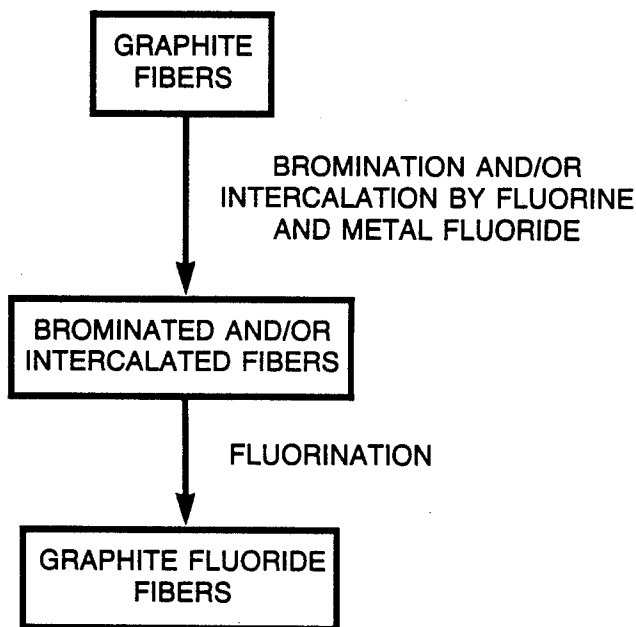 GRAPHITE
FIBERS
BROMINATION AND/OR
INTERCALATION BY FLUORINE
AND METAL FLUORIDE
BROMINATED AND/OR
INTERCALATED FIBERS
FLUORINATION
GRAPHITE FLUORIDE
FIBERS